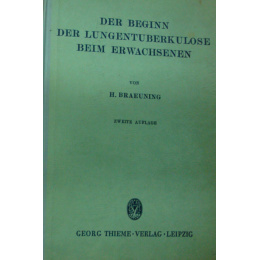 DER BEGINN
DER LUNGENTUBERKULOSE
BEIM ERWACHSENEN
VON
H. BRAEUNING
ZWEITE AUFLAGE
GEORG THIEME · VERLAG · LEIPZIG